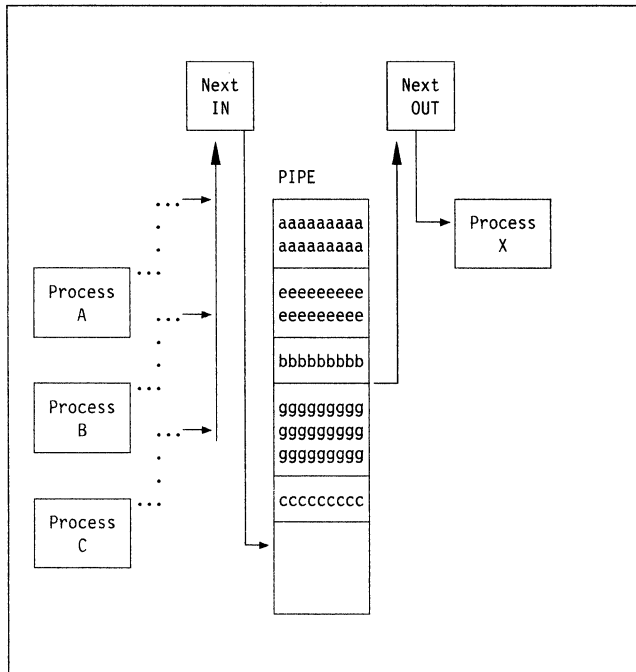 Next
IN
Next
OUT
PIPE
aaaaaaaaa
aaaaaaaaa
eeeeeeeee
eeeeeeeee
bbbbbbbbb
ggggggggg
ggggggggg
ggggggggg
ccccccccc
Process
X
Process
A
Process
B
Process
C